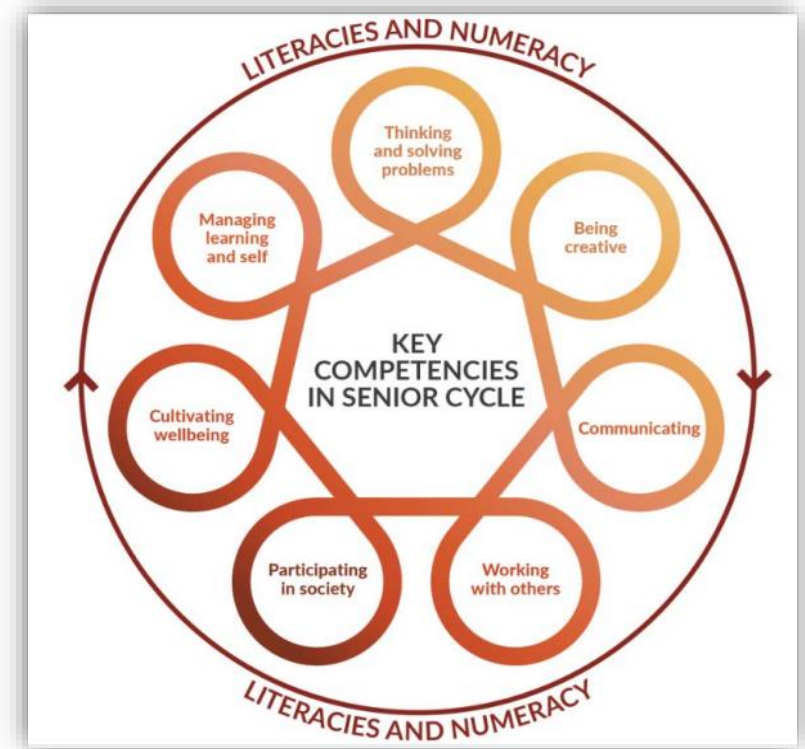 LITERACIES AND NUMERACY
Thinking
and solving
problems
Being
creative
Communicating
Working
with others
Participating
in society
Cultivating
wellbeing
Managing
learning
and self
KEY
COMPETENCIES
IN SENIOR CYCLE
LITERACIES AND NUMERACY